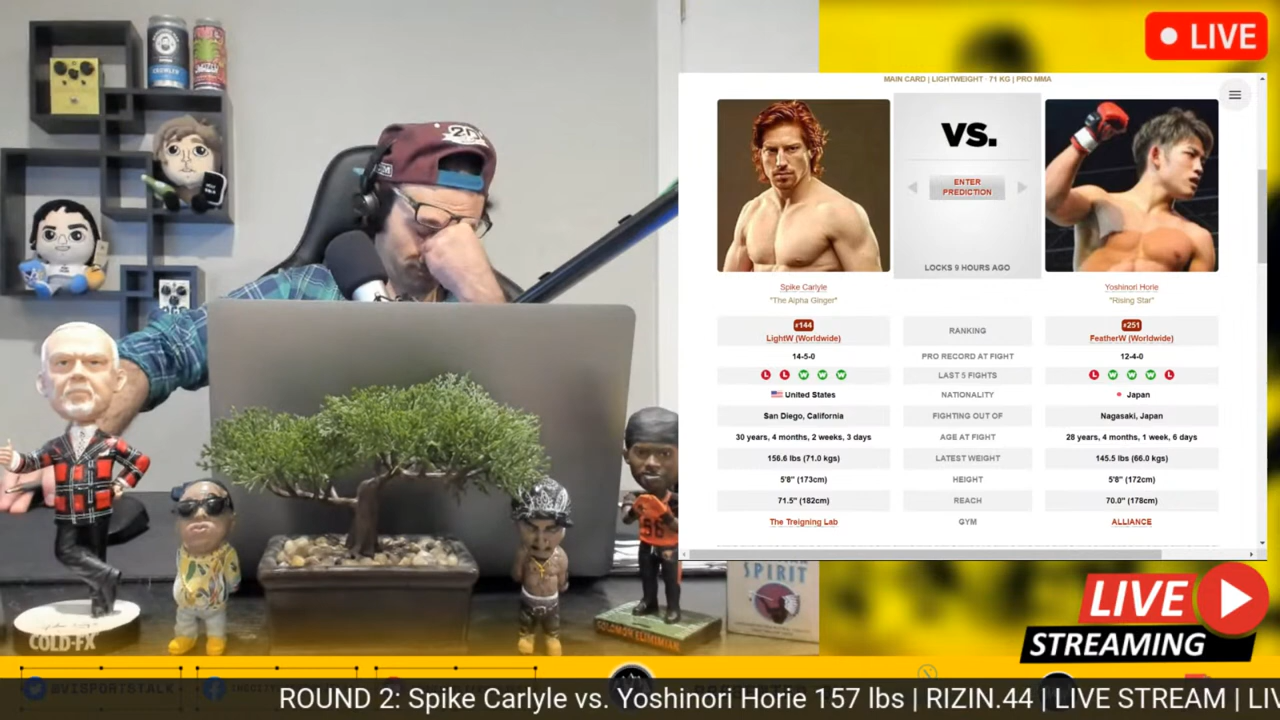 LIVE
MAIN CARD | LIGHTWEIGHT · 71 KG | PRO MMA
VS.
ENTER
PREDICTION
LOCKS 9 HOURS AGO
Spike Carlyle
"The Alpha Ginger"
Yoshinori Horie
"Rising Star"
#144
LightW (Worldwide)
RANKING
#251
FeatherW (Worldwide)
14-5-0
PRO RECORD AT FIGHT
12-4-0
L L W W W
LAST 5 FIGHTS
L W W W L
United States
NATIONALITY
Japan
San Diego, California
FIGHTING OUT OF
Nagasaki, Japan
30 years, 4 months, 2 weeks, 3 days
AGE AT FIGHT
28 years, 4 months, 1 week, 6 days
156.6 lbs (71.0 kgs)
LATEST WEIGHT
145.5 lbs (66.0 kgs)
5'8" (173cm)
HEIGHT
5'8" (172cm)
71.5" (182cm)
REACH
70.0" (178cm)
The Treigning Lab
GYM
ALLIANCE
COLD-FX
SOLOMON ELIMIMIAN
SPIRIT
LIVE
STREAMING
@VISPORTSTALK
ROUND 2: Spike Carlyle vs. Yoshinori Horie 157 lbs | RIZIN.44 | LIVE STREAM | LIV